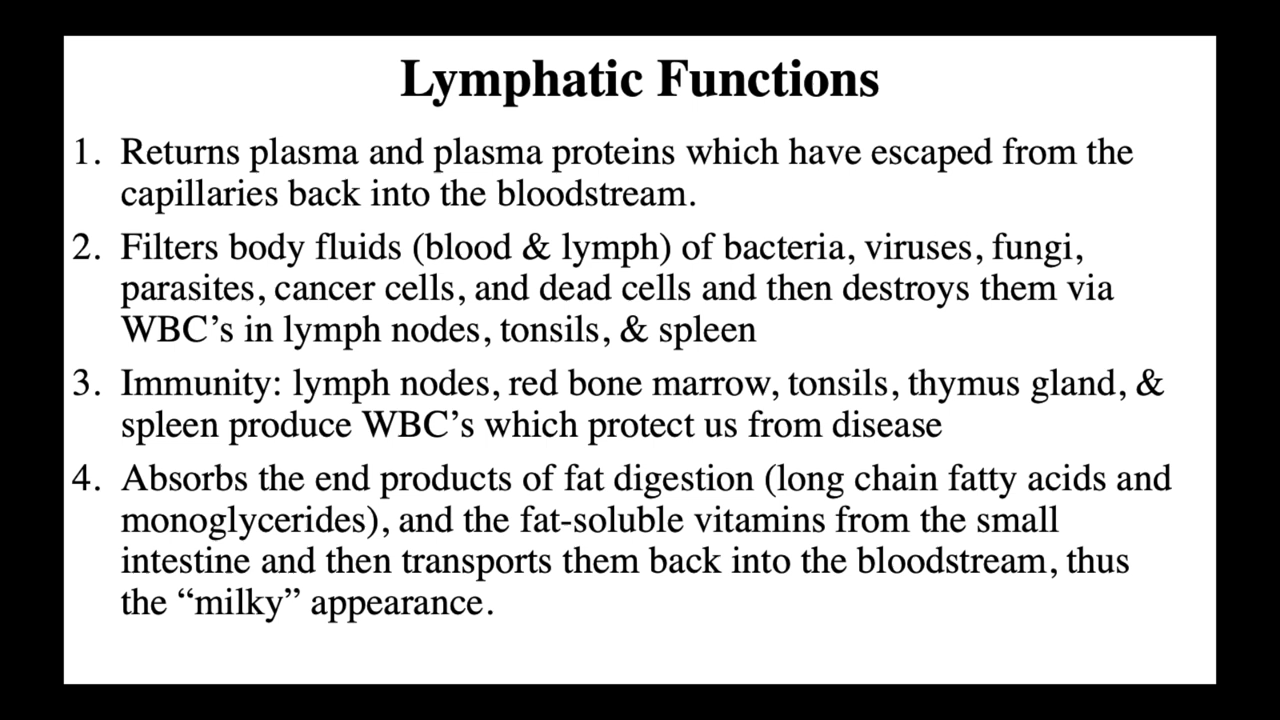 Lymphatic Functions
1. Returns plasma and plasma proteins which have escaped from the
capillaries back into the bloodstream.
2. Filters body fluids (blood & lymph) of bacteria, viruses, fungi,
parasites, cancer cells, and dead cells and then destroys them via
WBC’s in lymph nodes, tonsils, & spleen
3. Immunity: lymph nodes, red bone marrow, tonsils, thymus gland, &
spleen produce WBC’s which protect us from disease
4. Absorbs the end products of fat digestion (long chain fatty acids and
monoglycerides), and the fat-soluble vitamins from the small
intestine and then transports them back into the bloodstream, thus
the “milky” appearance.